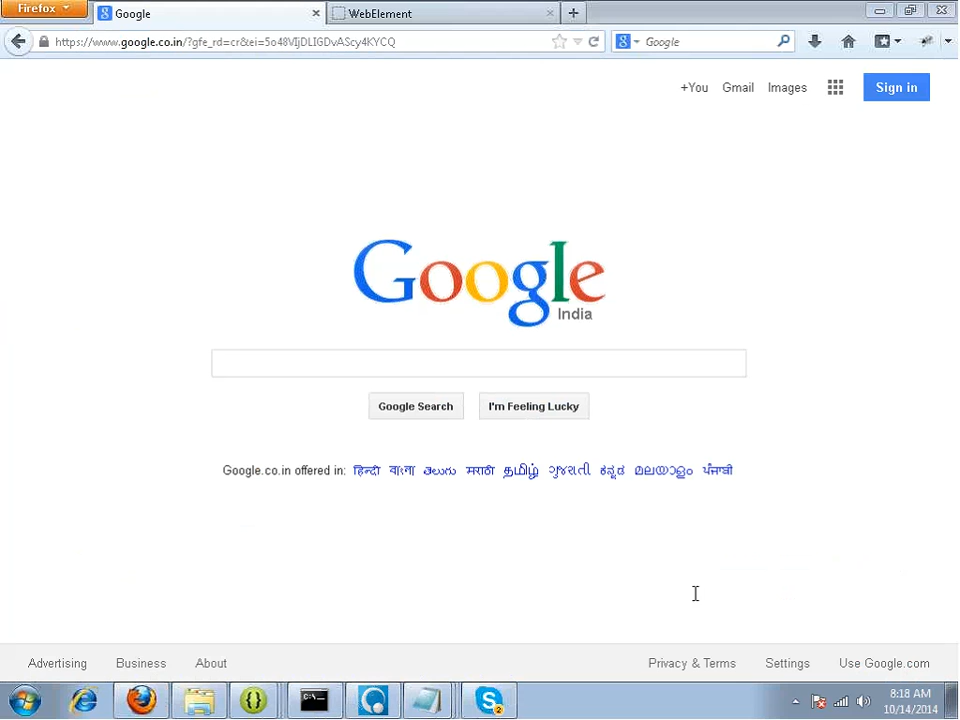 Firefox
Google
WebElement
https://www.google.co.in/?gfe_rd=cr&ei=5o48VIjDLIGDvAScy4KYCQ
Google
+You Gmail Images Sign in
Google
India
Google Search I'm Feeling Lucky
Google.co.in offered in: हिन्दी বাংলা తెలుగు मराठी தமிழ் ગુજરાતી ಕನ್ನಡ മലയാളം ਪੰਜਾਬੀ
Advertising Business About Privacy & Terms Settings Use Google.com
8:18 AM
10/14/2014